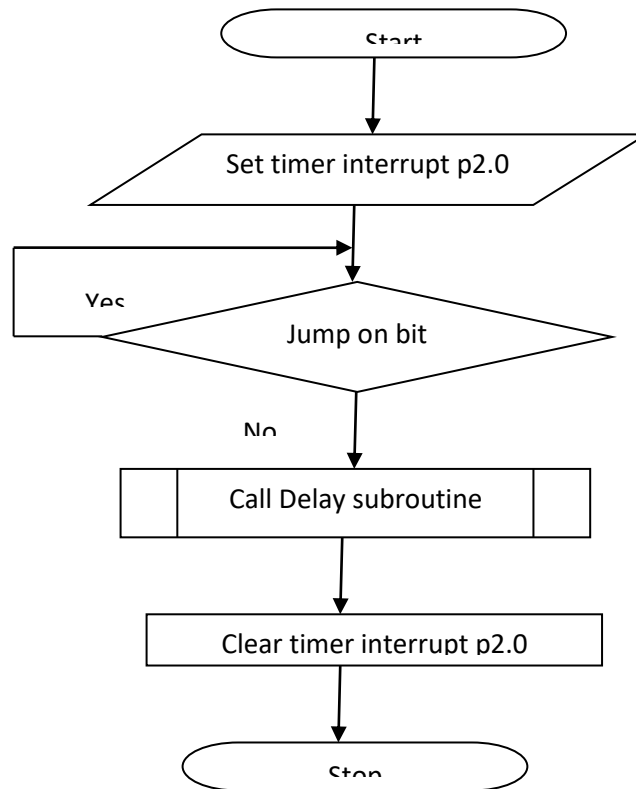 Start
Set timer interrupt p2.0
Yes
Jump on bit
No
Call Delay subroutine
Clear timer interrupt p2.0
Stop